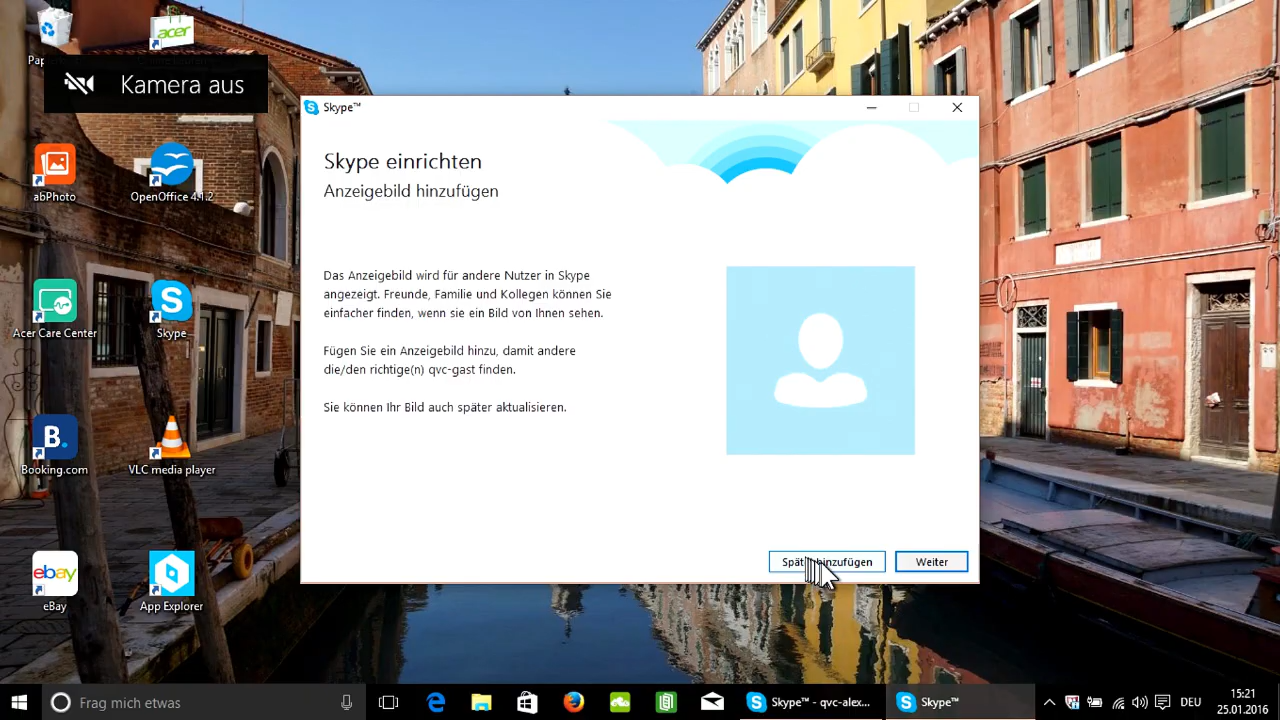 acer
Kamera aus
abPhoto
OpenOffice 4.1.2
Acer Care Center
Skype
B.
Booking.com
VLC media player
ebay
eBay
App Explorer
S Skype™
Skype einrichten
Anzeigebild hinzufügen
Das Anzeigebild wird für andere Nutzer in Skype
angezeigt. Freunde, Familie und Kollegen können Sie
einfacher finden, wenn sie ein Bild von Ihnen sehen.
Fügen Sie ein Anzeigebild hinzu, damit andere
die/den richtige(n) qvc-gast finden.
Sie können Ihr Bild auch später aktualisieren.
hinzufügen
Weiter
Frag mich etwas
Skype™ - qvc-alex...
Skype™
DEU
15:21
25.01.2016